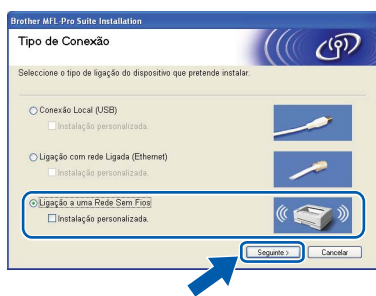 Brother MFL-Pro Suite Installation
Tipo de Conexão
Seleccione o tipo de ligação do dispositivo que pretende instalar.
Conexão Local (USB)
Instalação personalizada.
Ligação com rede Ligada (Ethernet)
Instalação personalizada.
Ligação a uma Rede Sem Fios
Instalação personalizada.
Seguinte > Cancelar